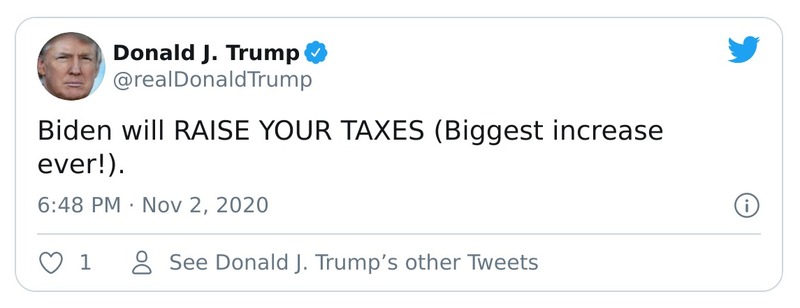 Donald J. Trump
@realDonaldTrump
Biden will RAISE YOUR TAXES (Biggest increase
ever!).
6:48 PM · Nov 2, 2020
1
See Donald J. Trump’s other Tweets